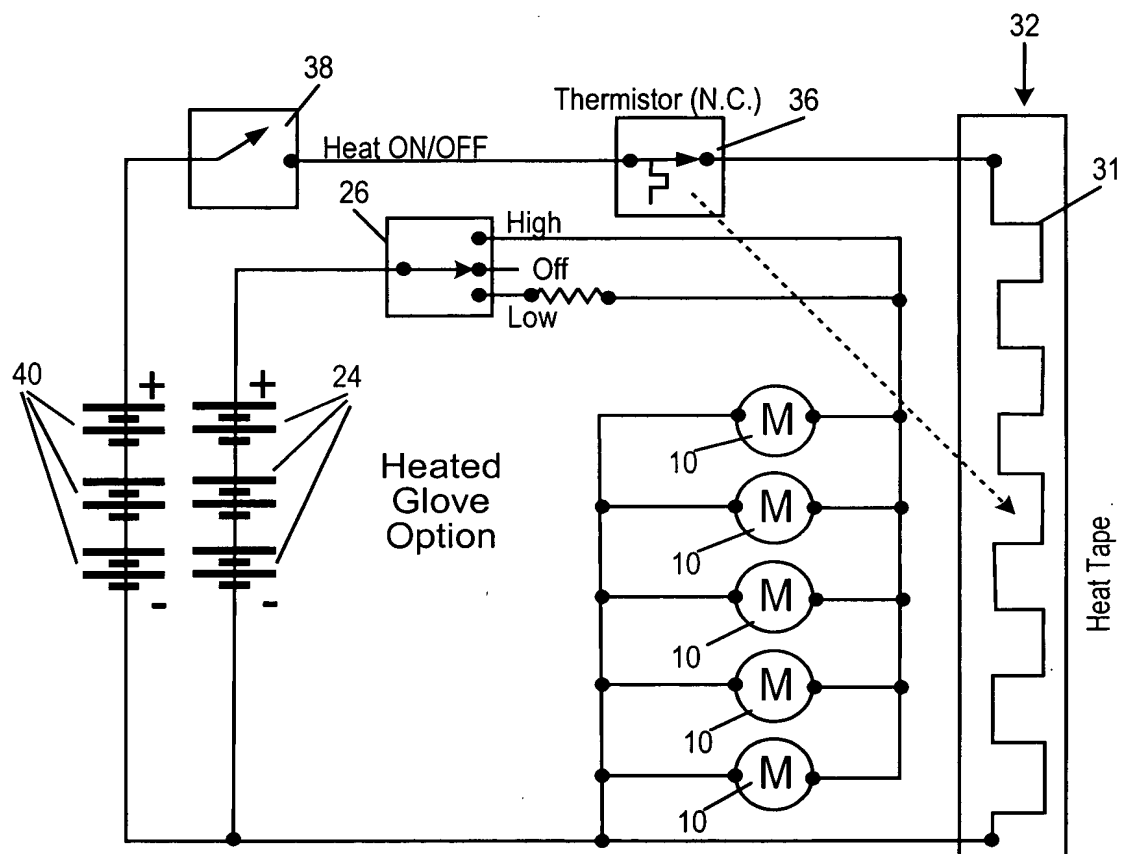 32
38
Thermistor (N.C.)
36
Heat ON/OFF
31
26
High
Off
Low
40
+
+
24
Heated
Glove
Option
M
10
M
10
M
10
M
10
M
10
-
-
Heat Tape